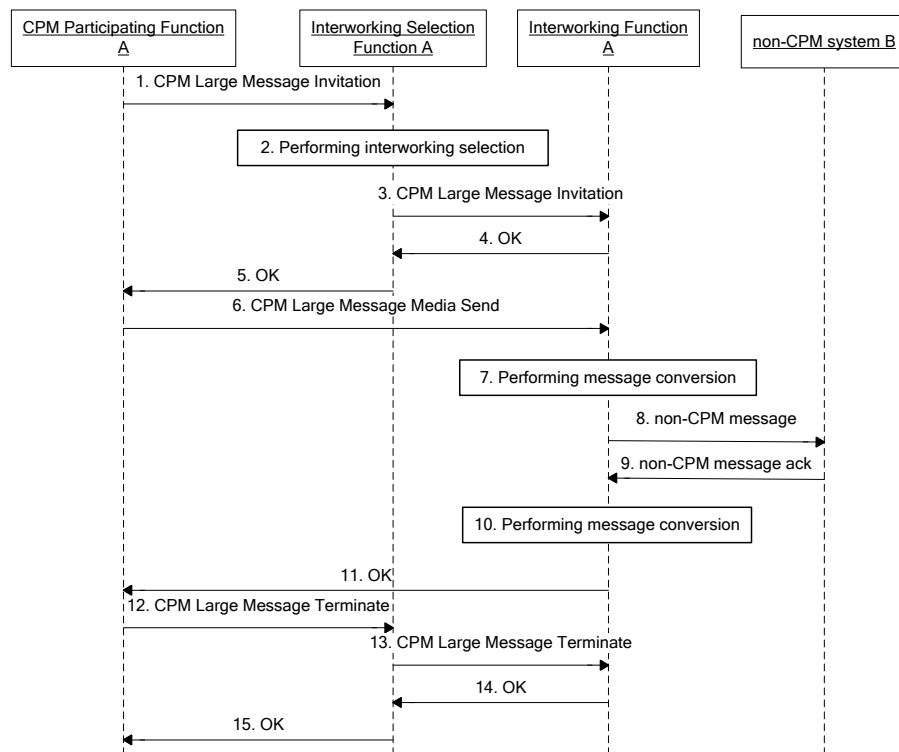 CPM Participating Function
A
Interworking Selection
Function A
Interworking Function
A
non-CPM system B
1. CPM Large Message Invitation
2. Performing interworking selection
3. CPM Large Message Invitation
4. OK
5. OK
6. CPM Large Message Media Send
7. Performing message conversion
8. non-CPM message
9. non-CPM message ack
10. Performing message conversion
11. OK
12. CPM Large Message Terminate
13. CPM Large Message Terminate
14. OK
15. OK